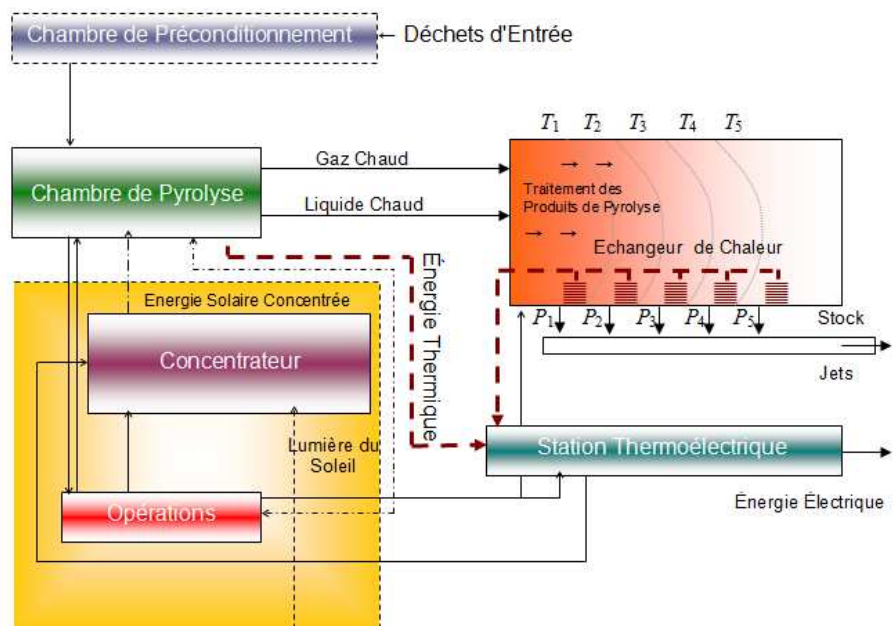 Chambre de Préconditionnement
Déchets d'Entrée
T1 T2 T3 T4 T5
Gaz Chaud
Chambre de Pyrolyse
Traitement des
Produits de Pyrolyse
Liquide Chaud
Echangeur de Chaleur
Énergie Thermique
Energie Solaire Concentrée
P1 P2 P3 P4 P5
Stock
Concentrateur
Jets
Lumière du
Soleil
Station Thermoélectrique
Opérations
Énergie Électrique